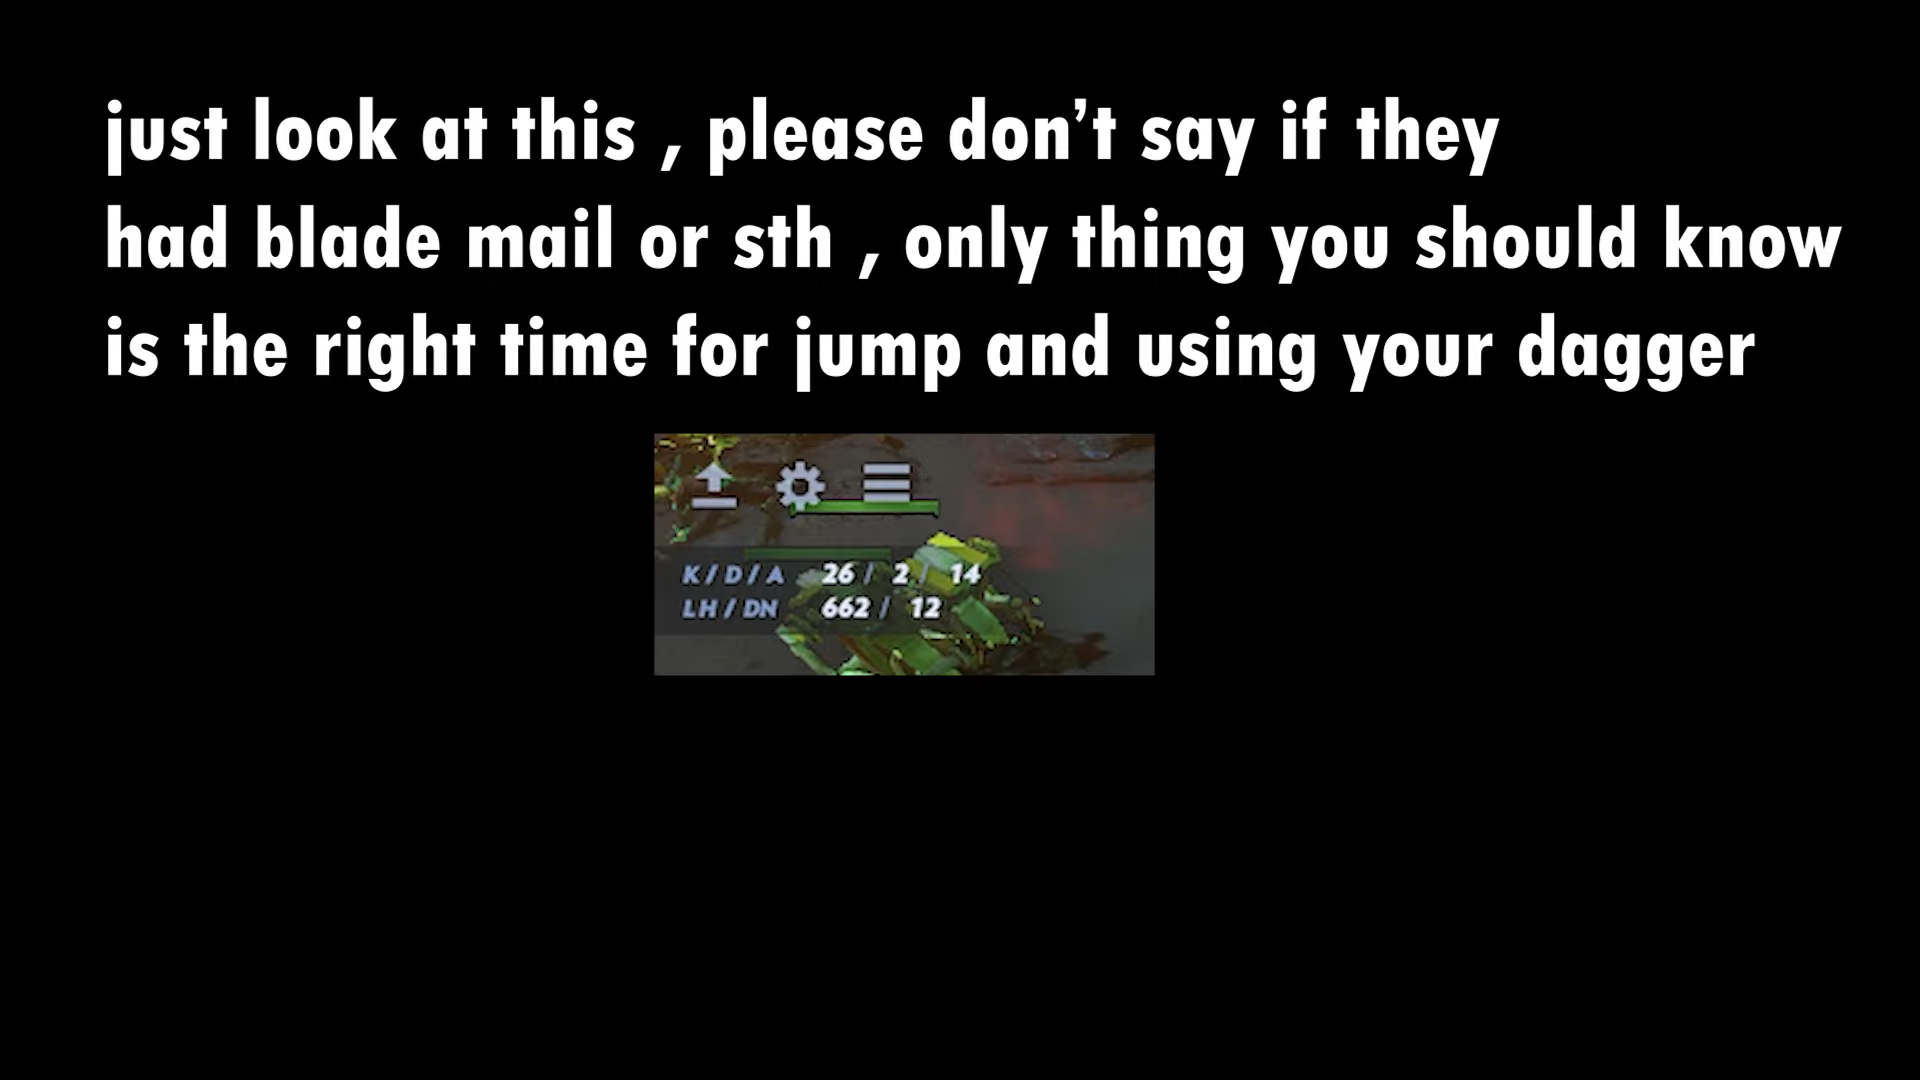 just look at this , please don’t say if they
had blade mail or sth , only thing you should know
is the right time for jump and using your dagger
K / D / A 26 / 2 / 14
LH / DN 662 / 12